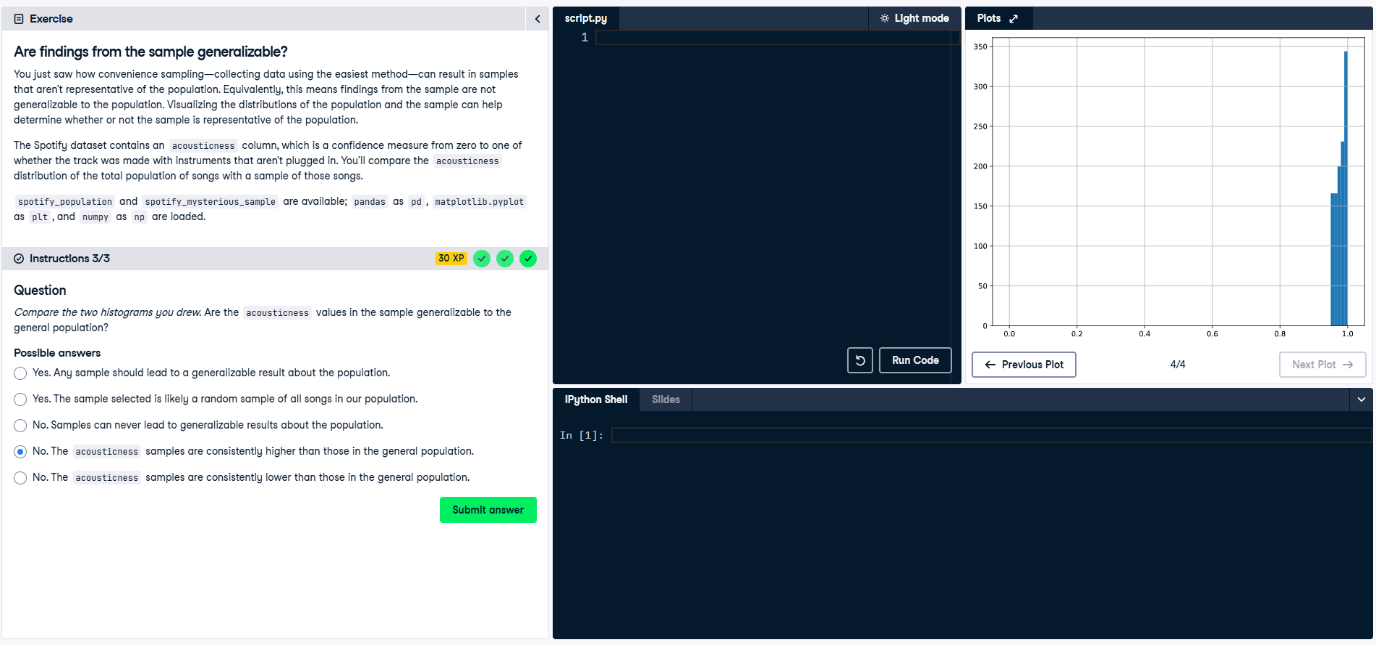 Exercise
Are findings from the sample generalizable?
You just saw how convenience sampling—collecting data using the easiest method—can result in samples
that aren't representative of the population. Equivalently, this means findings from the sample are not
generalizable to the population. Visualizing the distributions of the population and the sample can help
determine whether or not the sample is representative of the population.
The Spotify dataset contains an acousticness column, which is a confidence measure from zero to one of
whether the track was made with instruments that aren't plugged in. You'll compare the acousticness
distribution of the total population of songs with a sample of those songs.
spotify_population and spotify_mysterious_sample are available; pandas as pd, matplotlib.pyplot
as plt, and numpy as np are loaded.
Instructions 3/3
30 XP
Question
Compare the two histograms you drew. Are the acousticness values in the sample generalizable to the
general population?
Possible answers
Yes. Any sample should lead to a generalizable result about the population.
Yes. The sample selected is likely a random sample of all songs in our population.
No. Samples can never lead to generalizable results about the population.
No. The acousticness samples are consistently higher than those in the general population.
No. The acousticness samples are consistently lower than those in the general population.
Submit answer
script.py
Light mode
1
Run Code
Plots
350
300
250
200
150
100
50
0
0.0 0.2 0.4 0.6 0.8 1.0
Previous Plot
4/4
Next Plot
IPython Shell
Slides
In [1]: